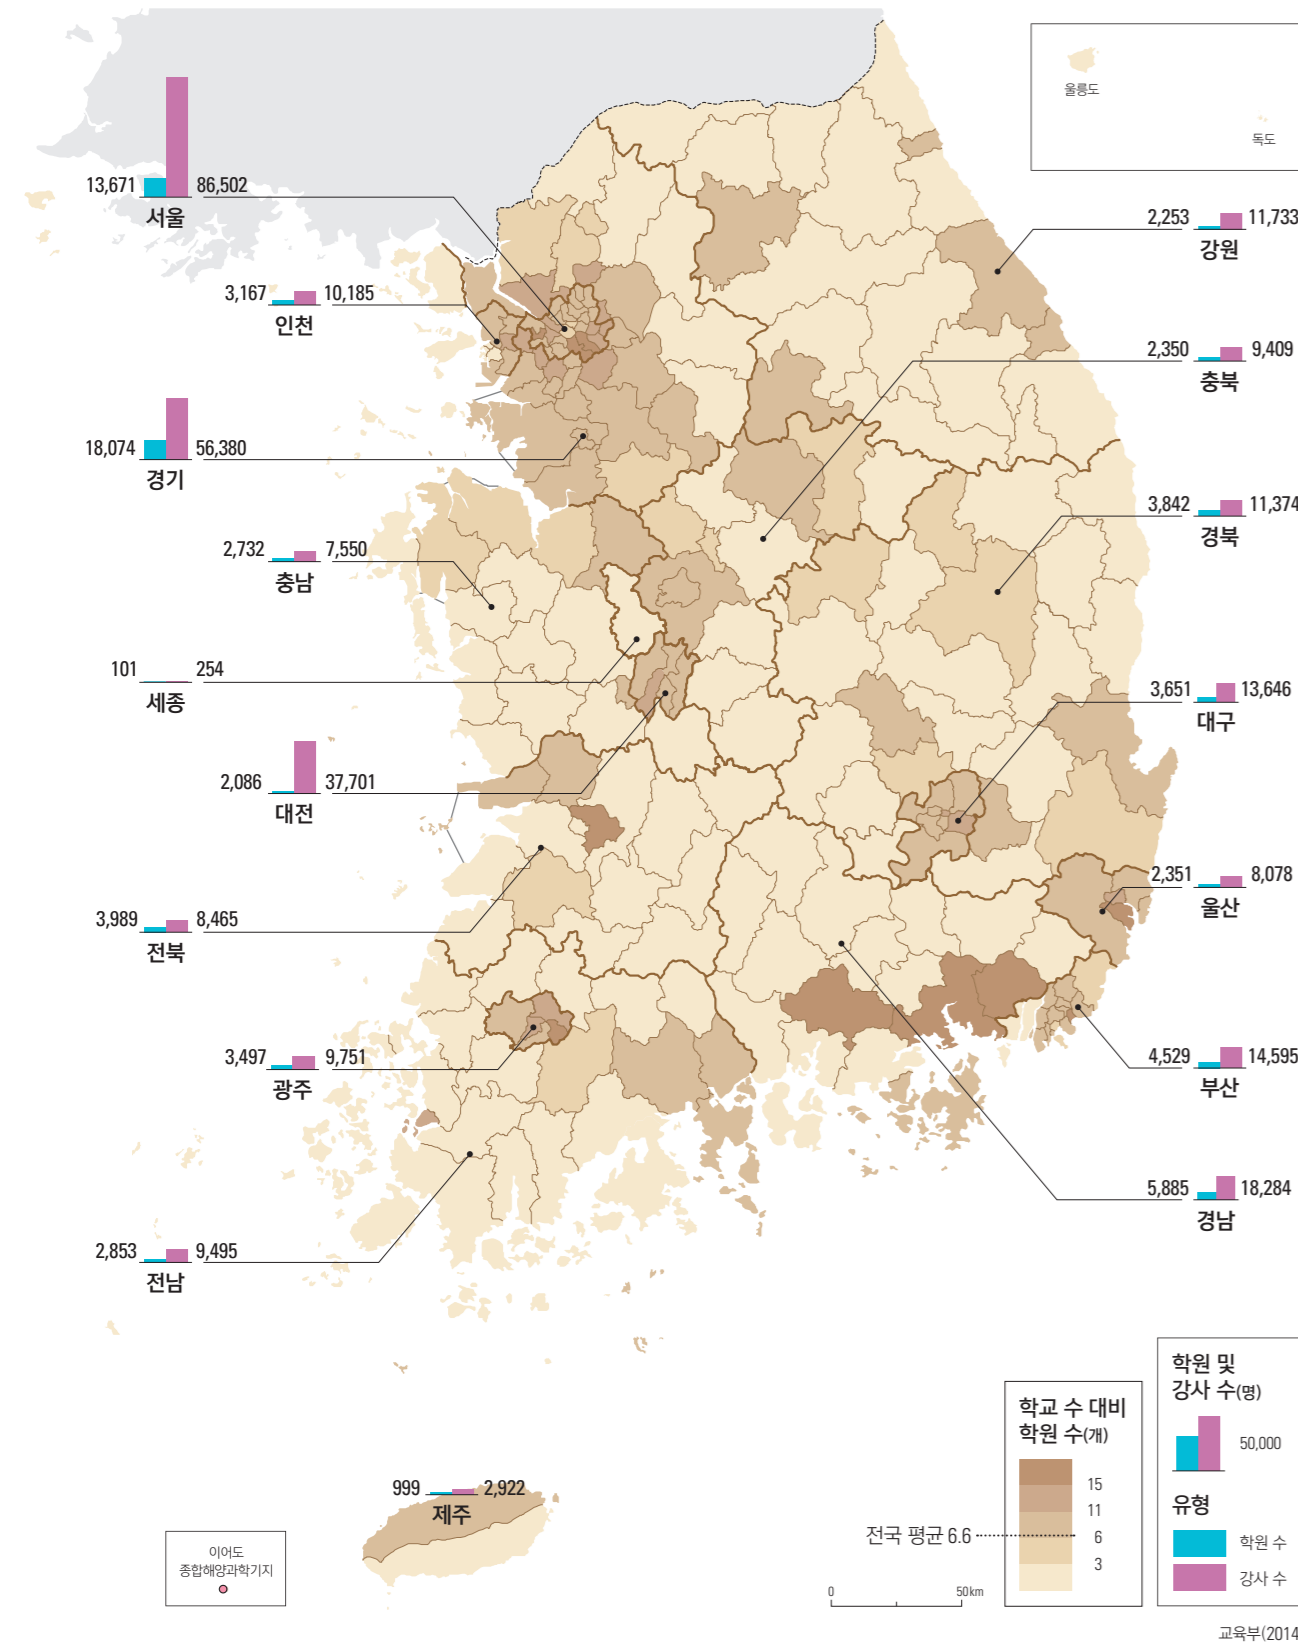 울릉도
독도
13,671 86,502
서울
2,253 11,733
강원
3,167 10,185
인천
2,350 9,409
충북
18,074 56,380
경기
3,842 11,374
경북
2,732 7,550
충남
101 254
세종
3,651 13,646
대구
2,086 37,701
대전
2,351 8,078
울산
3,989 8,465
전북
3,497 9,751
광주
4,529 14,595
부산
5,885 18,284
경남
2,853 9,495
전남
999 2,922
제주
이어도
종합해양과학기지
학교 수 대비
학원 수(개)
15
11
6
3
전국 평균 6.6
0 50km
학원 및
강사 수(명)
50,000
유형
학원 수
강사 수
교육부(2014